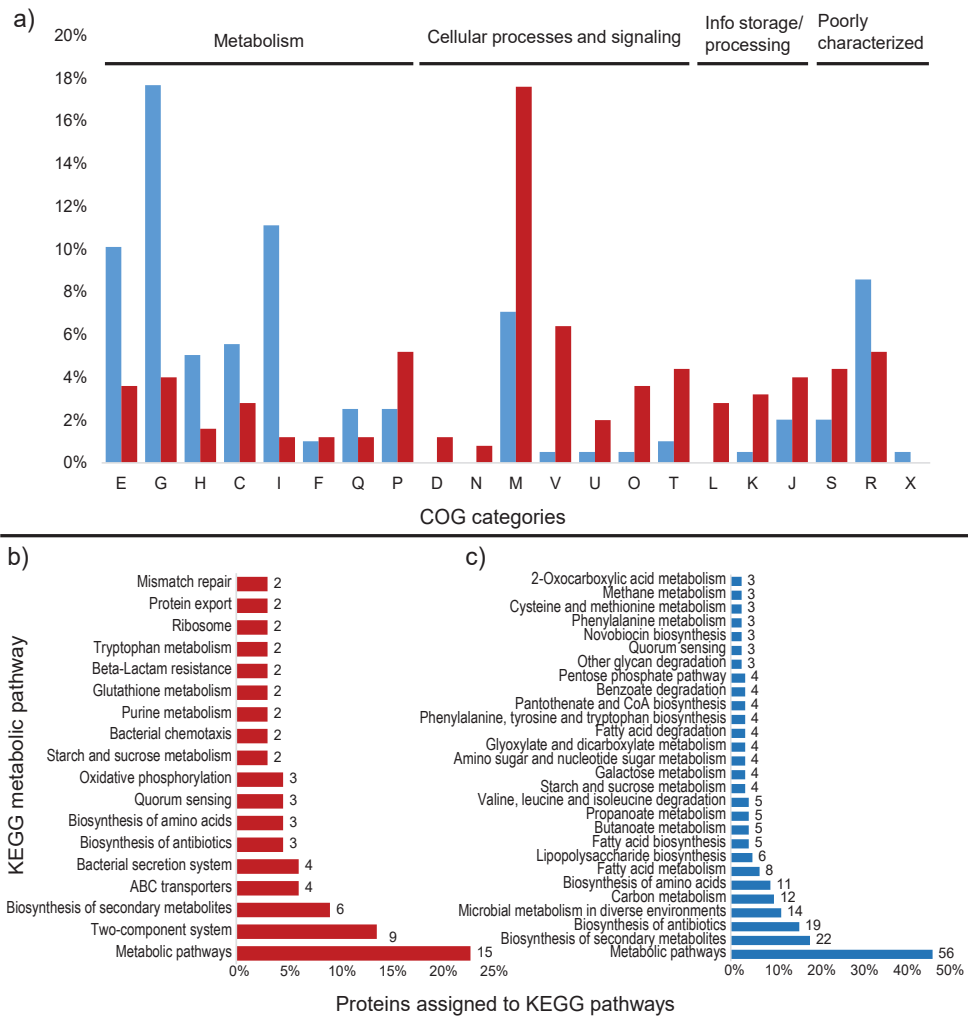 a)
Metabolism
Cellular processes and signaling
Info storage/
processing
Poorly
characterized
20%
18%
16%
14%
12%
10%
8%
6%
4%
2%
0%
E G H C I F Q P D N M V U O T L K J S R X
COG categories
b)
KEGG metabolic pathway
Mismatch repair 2
Protein export 2
Ribosome 2
Tryptophan metabolism 2
Beta-Lactam resistance 2
Glutathione metabolism 2
Purine metabolism 2
Bacterial chemotaxis 2
Starch and sucrose metabolism 2
Oxidative phosphorylation 3
Quorum sensing 3
Biosynthesis of amino acids 3
Biosynthesis of antibiotics 3
Bacterial secretion system 4
ABC transporters 4
Biosynthesis of secondary metabolites 6
Two-component system 9
Metabolic pathways 15
0% 5% 10% 15% 20% 25%
c)
2-Oxocarboxylic acid metabolism 3
Methane metabolism 3
Cysteine and methionine metabolism 3
Phenylalanine metabolism 3
Novobiocin biosynthesis 3
Quorum sensing 3
Other glycan degradation 3
Pentose phosphate pathway 4
Benzoate degradation 4
Pantothenate and CoA biosynthesis 4
Phenylalanine, tyrosine and tryptophan biosynthesis 4
Fatty acid degradation 4
Glyoxylate and dicarboxylate metabolism 4
Amino sugar and nucleotide sugar metabolism 4
Galactose metabolism 4
Starch and sucrose metabolism 4
Valine, leucine and isoleucine degradation 5
Propanoate metabolism 5
Butanoate metabolism 5
Fatty acid biosynthesis 5
Lipopolysaccharide biosynthesis 6
Fatty acid metabolism 8
Biosynthesis of amino acids 11
Carbon metabolism 12
Microbial metabolism in diverse environments 14
Biosynthesis of antibiotics 19
Biosynthesis of secondary metabolites 22
Metabolic pathways 56
0% 10% 20% 30% 40% 50%
Proteins assigned to KEGG pathways